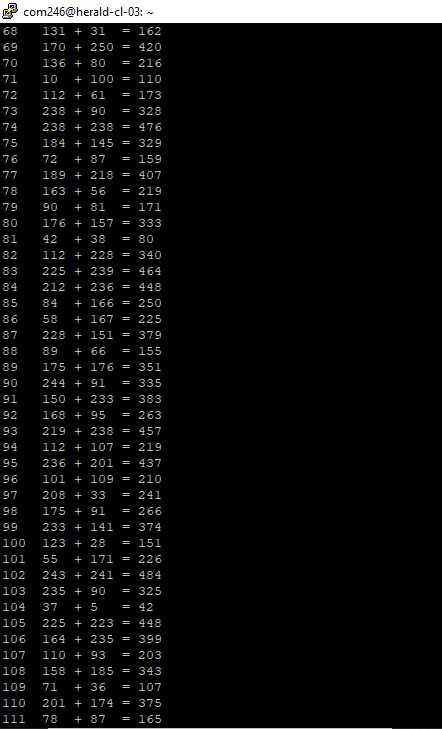 com246@herald-cl-03: ~
68 131 + 31 = 162
69 170 + 250 = 420
70 136 + 80 = 216
71 10 + 100 = 110
72 112 + 61 = 173
73 238 + 90 = 328
74 238 + 238 = 476
75 184 + 145 = 329
76 72 + 87 = 159
77 189 + 218 = 407
78 163 + 56 = 219
79 90 + 81 = 171
80 176 + 157 = 333
81 42 + 38 = 80
82 112 + 228 = 340
83 225 + 239 = 464
84 212 + 236 = 448
85 84 + 166 = 250
86 58 + 167 = 225
87 228 + 151 = 379
88 89 + 66 = 155
89 175 + 176 = 351
90 244 + 91 = 335
91 150 + 233 = 383
92 168 + 95 = 263
93 219 + 238 = 457
94 112 + 107 = 219
95 236 + 201 = 437
96 101 + 109 = 210
97 208 + 33 = 241
98 175 + 91 = 266
99 233 + 141 = 374
100 123 + 28 = 151
101 55 + 171 = 226
102 243 + 241 = 484
103 235 + 90 = 325
104 37 + 5 = 42
105 225 + 223 = 448
106 164 + 235 = 399
107 110 + 93 = 203
108 158 + 185 = 343
109 71 + 36 = 107
110 201 + 174 = 375
111 78 + 87 = 165